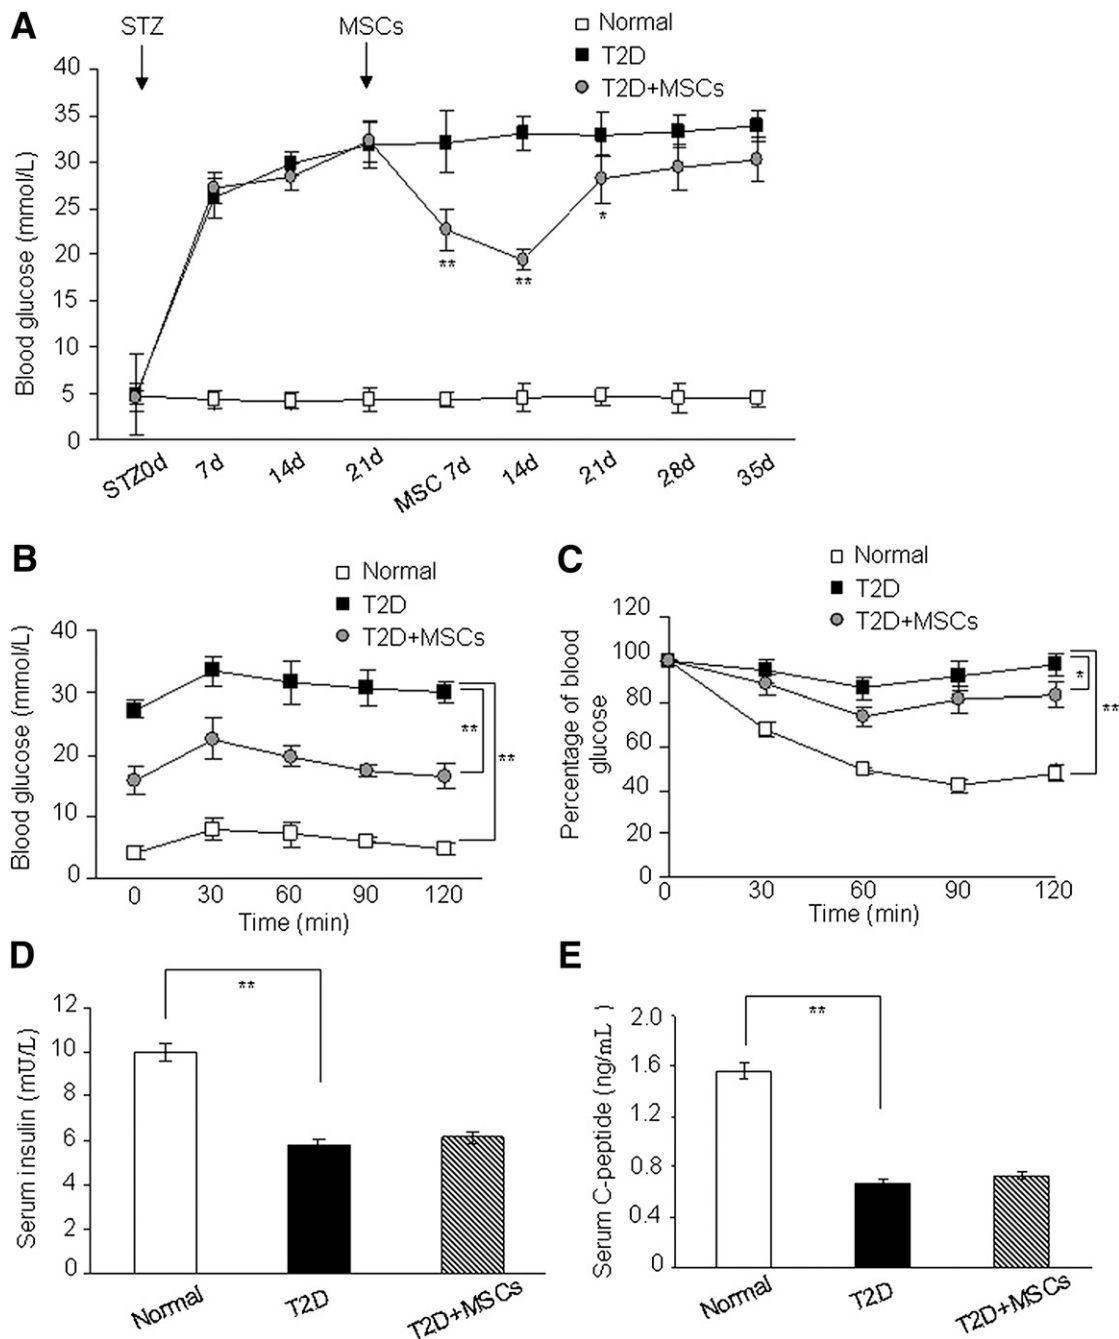 A
STZ
MSCs
Normal
T2D
T2D+MSCs
Blood glucose (mmol/L)
40
35
30
25
20
15
10
5
0
**
**
*
STZ0d
7d
14d
21d
MSC 7d
14d
21d
28d
35d
B
Normal
T2D
T2D+MSCs
Blood glucose (mmol/L)
40
30
20
10
0
**
**
0
30
60
90
120
Time (min)
C
Normal
T2D
T2D+MSCs
Percentage of blood
glucose
120
100
80
60
40
20
0
*
**
0
30
60
90
120
Time (min)
D
**
Serum insulin (mU/L)
12
10
8
6
4
2
0
Normal
T2D
T2D+MSCs
E
**
Serum C-peptide (ng/mL )
2.0
1.6
1.2
0.8
0.4
0
Normal
T2D
T2D+MSCs